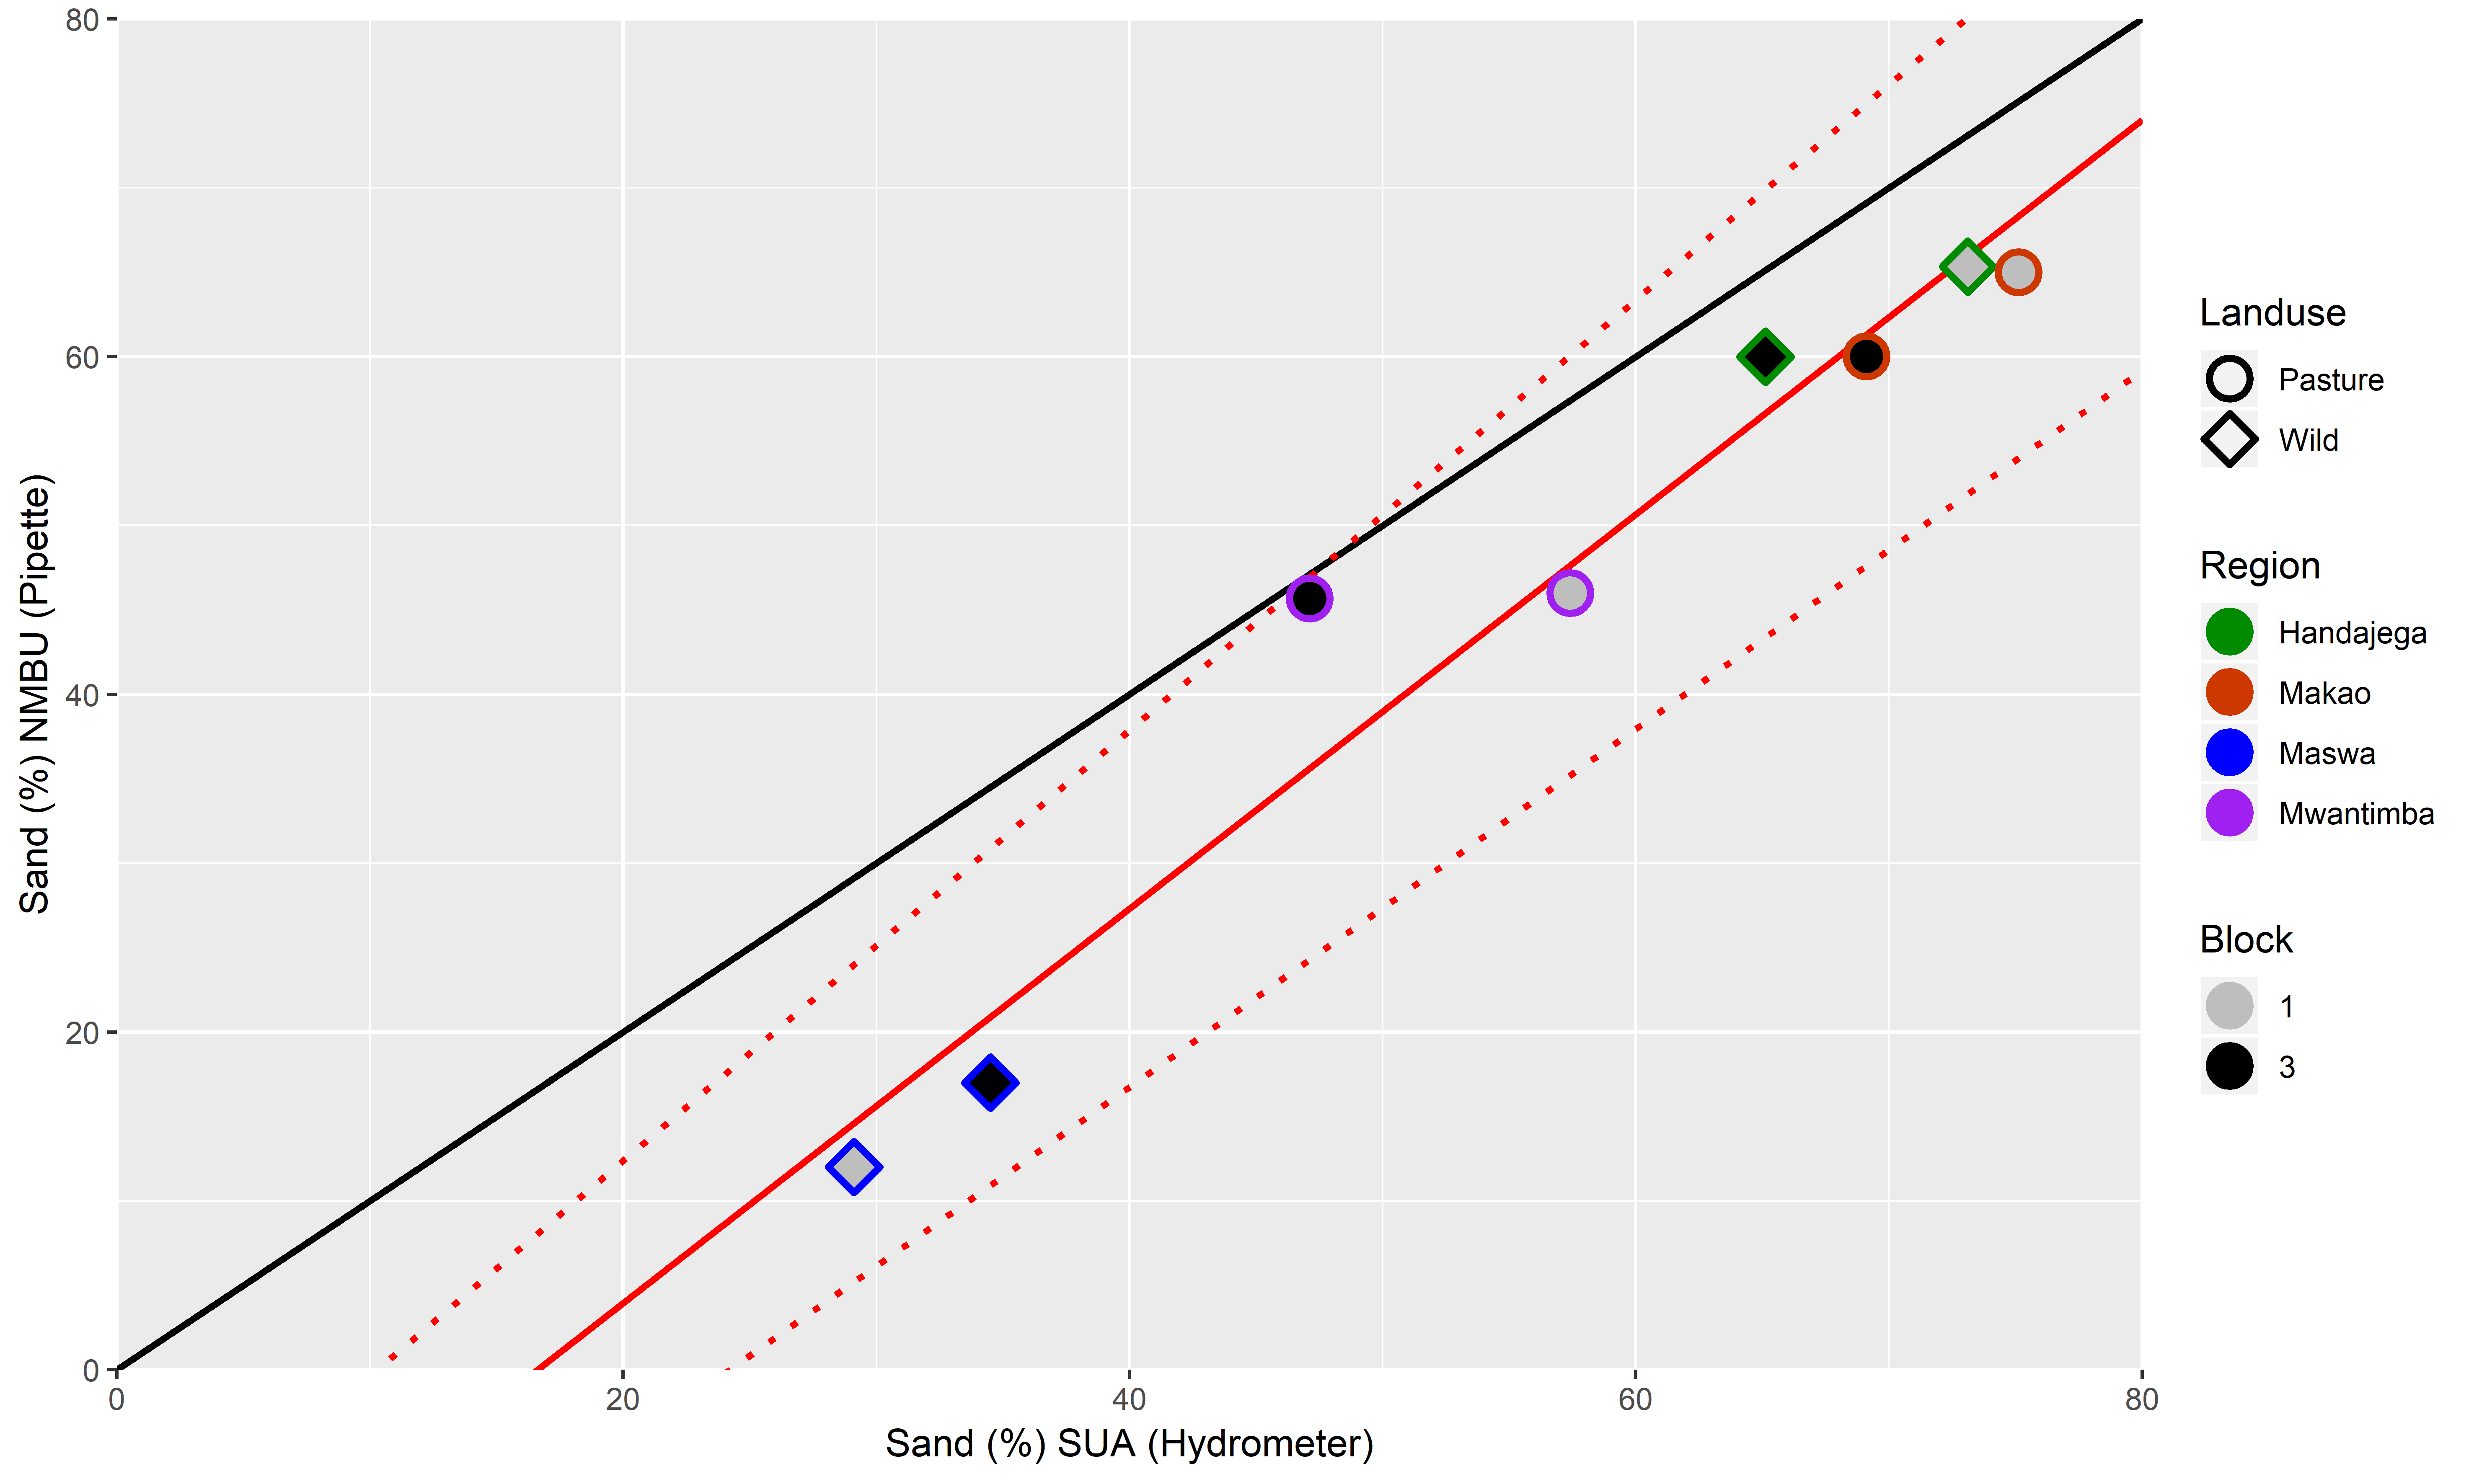 80
60
40
20
0
0 20 40 60 80
Sand (%) NMBU (Pipette)
Sand (%) SUA (Hydrometer)
Landuse
Pasture
Wild
Region
Handajega
Makao
Maswa
Mwantimba
Block
1
3